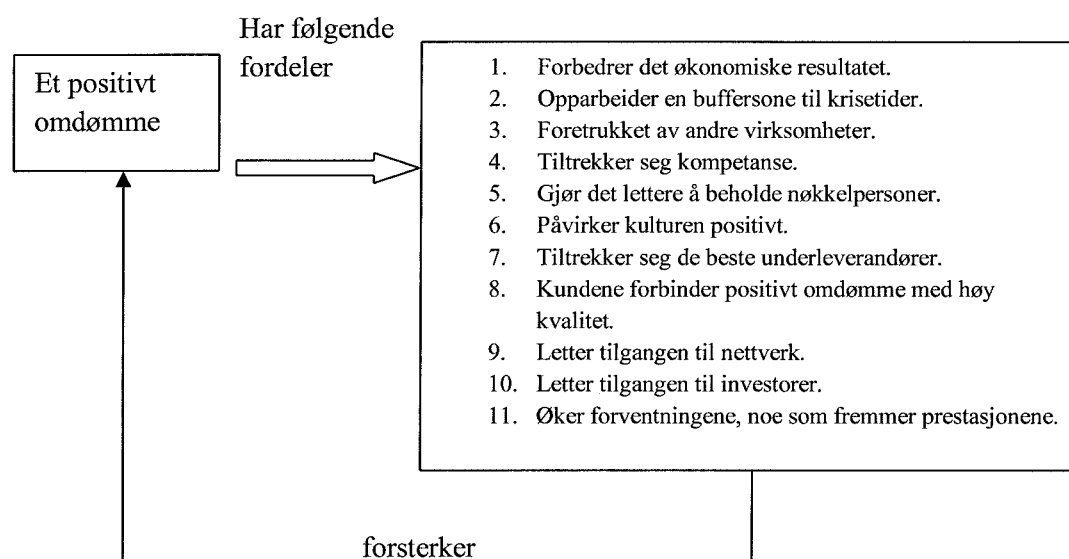 Har følgende
fordeler
Et positivt
omdømme
1. Forbedrer det økonomiske resultatet.
2. Opparbeider en buffersone til krisetider.
3. Foretrukket av andre virksomheter.
4. Tiltrekker seg kompetanse.
5. Gjør det lettere å beholde nøkkelpersoner.
6. Påvirker kulturen positivt.
7. Tiltrekker seg de beste underleverandører.
8. Kundene forbinder positivt omdømme med høy
kvalitet.
9. Letter tilgangen til nettverk.
10. Letter tilgangen til investorer.
11. Øker forventningene, noe som fremmer prestasjonene.
forsterker